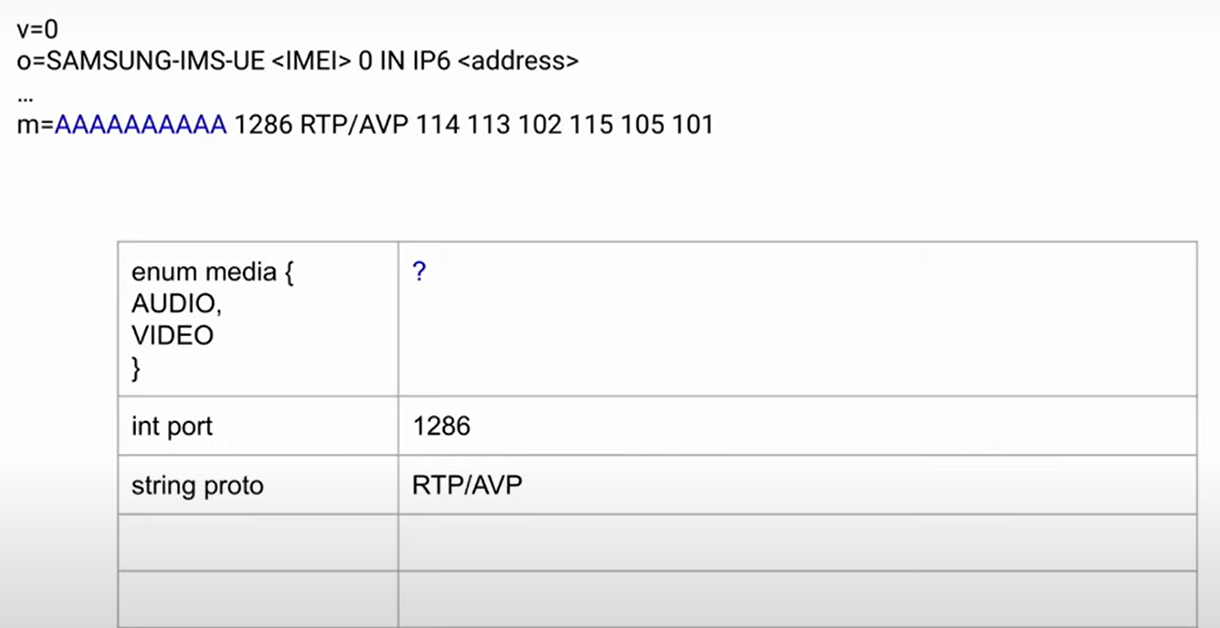 v=0
o=SAMSUNG-IMS-UE <IMEI> 0 IN IP6 <address>
...
m=AAAAAAAAAA 1286 RTP/AVP 114 113 102 115 105 101
enum media {
?
AUDIO,
VIDEO
}
int port
1286
string proto
RTP/AVP